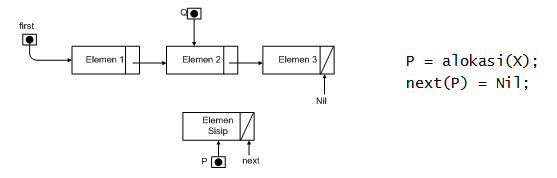 first
Q
Elemen 1
Elemen 2
Elemen 3
Nil
Elemen
Sisip
P
next
P = alokasi(X);
next(P) = Nil;